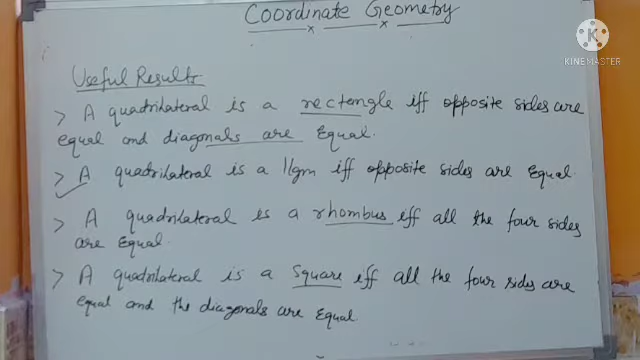 Coordinate Geometry
K
KINEMASTER
Useful Results
> A quadrilateral is a rectangle iff opposite sides are
equal and diagonals are Equal.
> A quadrilateral is a llgm iff opposite sides are Equal.
> A quadrilateral is a rhombus iff all the four sides
are Equal.
> A quadrilateral is a Square iff all the four sides are
equal and the diagonals are Equal